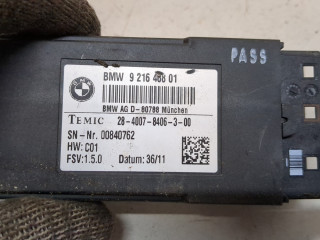 PASS
BMW 9 216 468 01
BMW AG D-80788 München
TEMIC 28-4007-8406-3-00
SN-Nr. 00840762
HW: C01
FSV:1.5.0 Datum: 36/11